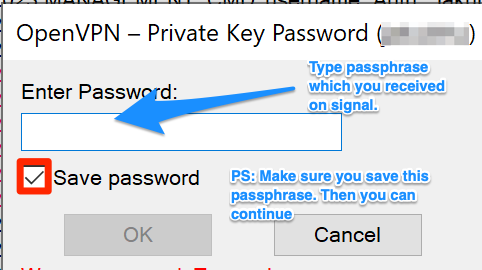 OpenVPN – Private Key Password (
Type passphrase
which you received
on signal.
Enter Password:
Save password
PS: Make sure you save this
passphrase. Then you can
continue
OK
Cancel